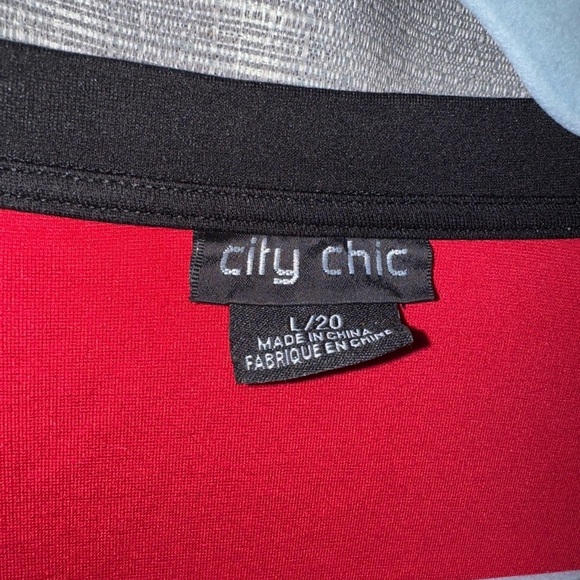 city chic
L/20
MADE IN CHINA
FABRIQUE EN CHINE